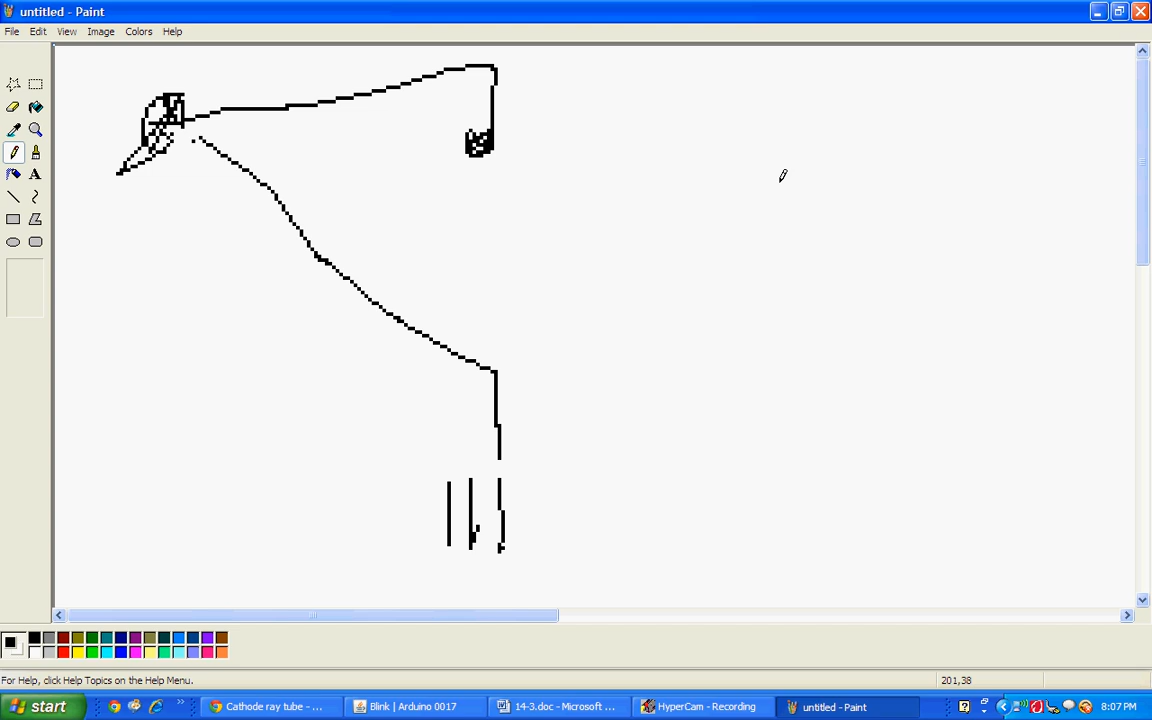 untitled - Paint
File Edit View Image Colors Help
A
For Help, click Help Topics on the Help Menu.
201,38
start
Cathode ray tube - ...
Blink | Arduino 0017
14-3.doc - Microsoft ...
HyperCam - Recording
untitled - Paint
8:07 PM